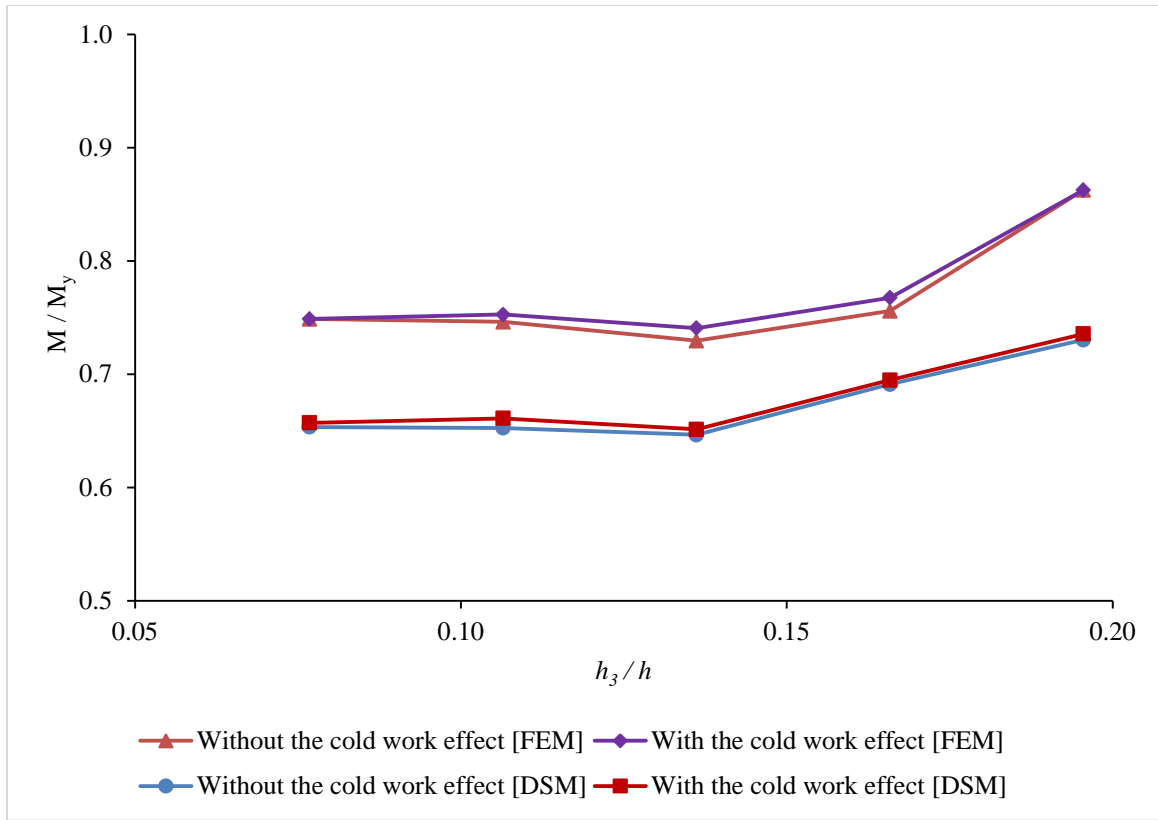 1.0
0.9
0.8
0.7
0.6
0.5
M / My
0.05
0.10
0.15
0.20
h3 / h
Without the cold work effect [FEM]
With the cold work effect [FEM]
Without the cold work effect [DSM]
With the cold work effect [DSM]